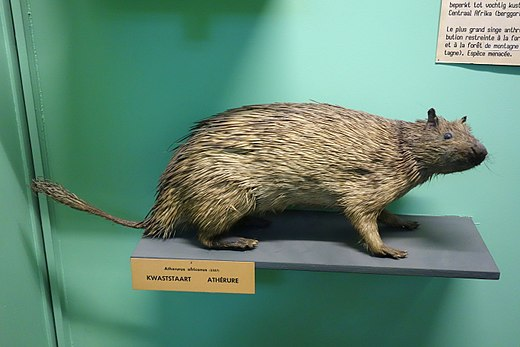 beperkt tot vochtig kust
Centraal Afrika (berggor
Le plus grand singe anthr
bution restreinte à la for
et à la forêt de montagne
tagne). Espèce menacée.
Atherurus africanus
KWASTSTAART ATHÉRURE